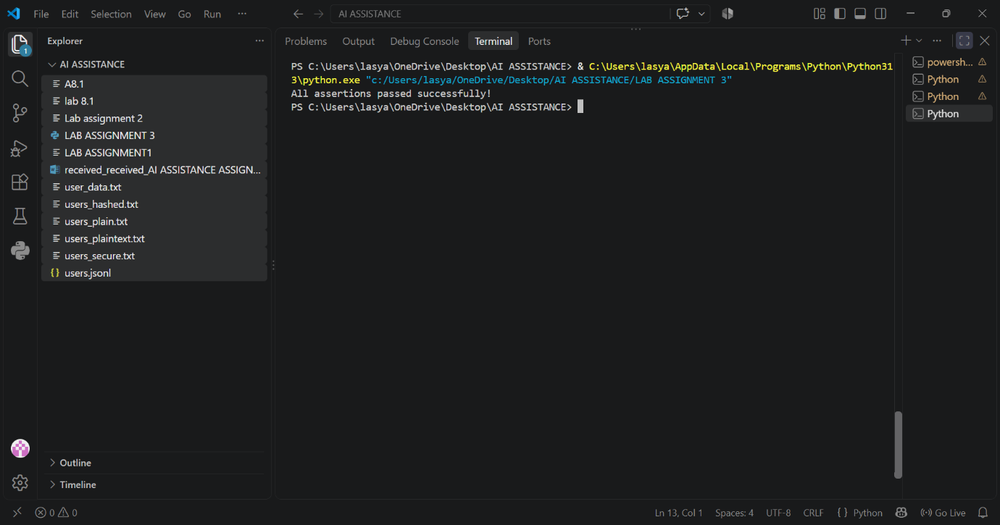 File Edit Selection View Go Run ···
AI ASSISTANCE
Explorer
Problems Output Debug Console Terminal Ports
AI ASSISTANCE
A8.1
lab 8.1
Lab assignment 2
LAB ASSIGNMENT 3
LAB ASSIGNMENT1
received_received_AI ASSISTANCE ASSIGN...
user_data.txt
users_hashed.txt
users_plain.txt
users_plaintext.txt
users_secure.txt
{} users.jsonl
PS C:\Users\lasya\OneDrive\Desktop\AI ASSISTANCE> & C:\Users\lasya\AppData\Local\Programs\Python\Python31
3\python.exe "c:/Users/lasya/OneDrive/Desktop/AI ASSISTANCE/LAB ASSIGNMENT 3"
All assertions passed successfully!
PS C:\Users\lasya\OneDrive\Desktop\AI ASSISTANCE>
powersh...
Python
Python
Python
1
Outline
Timeline
0 0
Ln 13, Col 1 Spaces: 4 UTF-8 CRLF {} Python Go Live